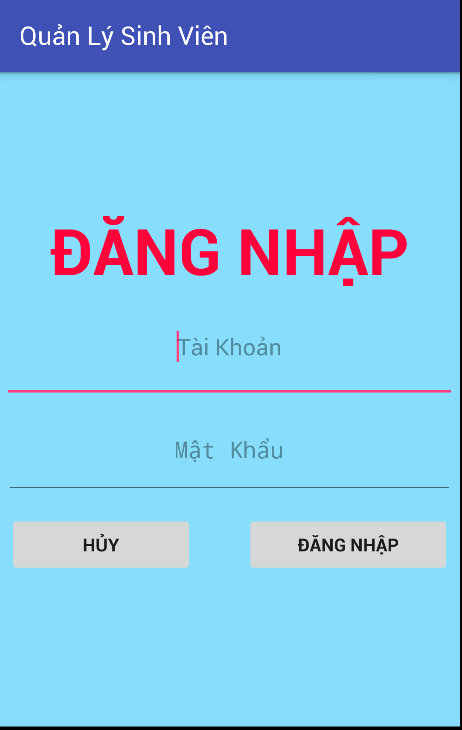 Quản Lý Sinh Viên
ĐĂNG NHẬP
Tài Khoản
Mật Khẩu
HỦY
ĐĂNG NHẬP